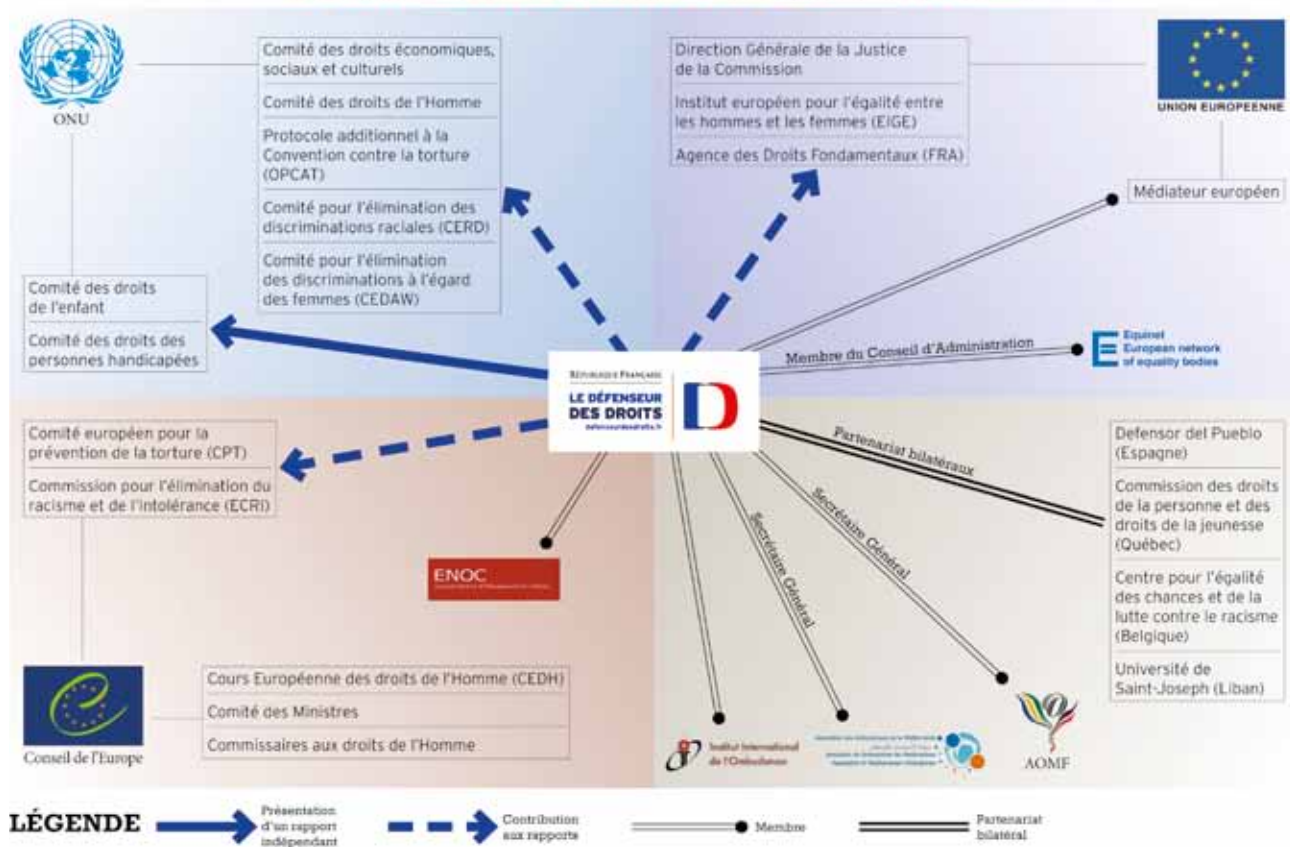 ONU
Comité des droits économiques,
sociaux et culturels
Comité des droits de l'Homme
Protocole additionnel à la
Convention contre la torture
(OPCAT)
Comité pour l'élimination des
discriminations raciales (CERD)
Comité pour l'élimination
des discriminations à l'égard
des femmes (CEDAW)
Comité des droits
de l'enfant
Comité des droits des
personnes handicapées
Direction Générale de la Justice
de la Commission
Institut européen pour l'égalité entre
les hommes et les femmes (EIGE)
Agence des Droits Fondamentaux (FRA)
UNION EUROPEENNE
Médiateur européen
Membre du Conseil d'Administration
Equinet
European network
of equality bodies
RÉPUBLIQUE FRANÇAISE
LE DÉFENSEUR
DES DROITS
defenseurdesdroits.fr
Comité européen pour la
prévention de la torture (CPT)
Commission pour l'élimination du
racisme et de l'intolérance (ECRI)
ENOC
Conseil de l'Europe
Cours Européenne des droits de l'Homme (CEDH)
Comité des Ministres
Commissaires aux droits de l'Homme
Partenariat bilatéraux
Secrétaire Général
Secrétaire Général
Defensor del Pueblo
(Espagne)
Commission des droits
de la personne et des
droits de la jeunesse
(Québec)
Centre pour l'égalité
des chances et de la
lutte contre le racisme
(Belgique)
Université de
Saint-Joseph (Liban)
Institut International
de l'Ombudsman
AOMF
LÉGENDE
Présentation
d'un rapport
indépendant
Contribution
aux rapports
Membre
Partenariat
bilatéral